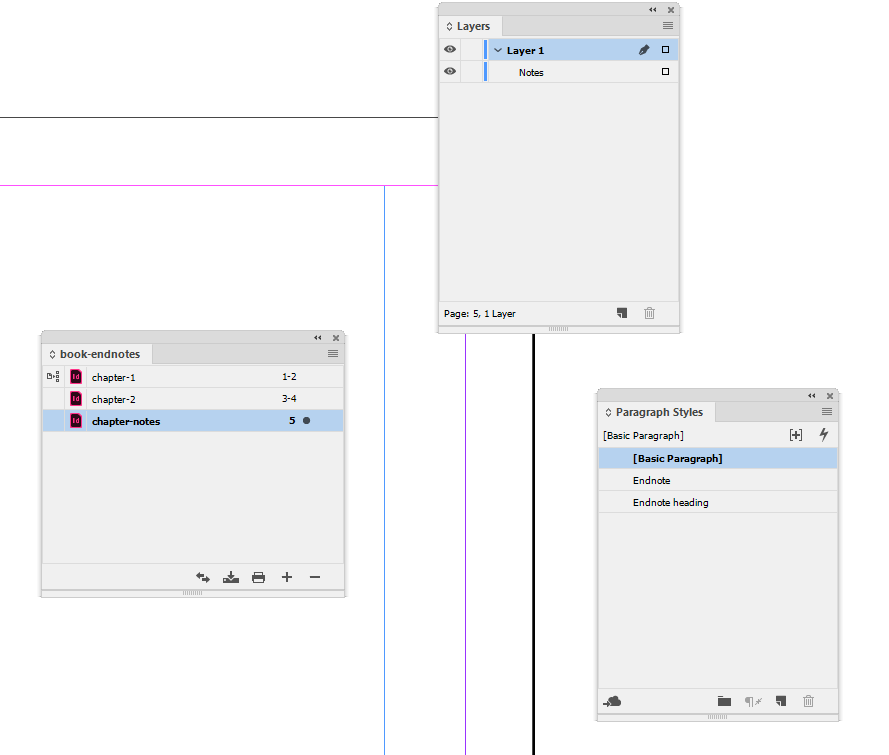 Layers
Layer 1
Notes
Page: 5, 1 Layer
book-endnotes
Id chapter-1 1-2
Id chapter-2 3-4
Id chapter-notes 5
Paragraph Styles
[Basic Paragraph]
[Basic Paragraph]
Endnote
Endnote heading